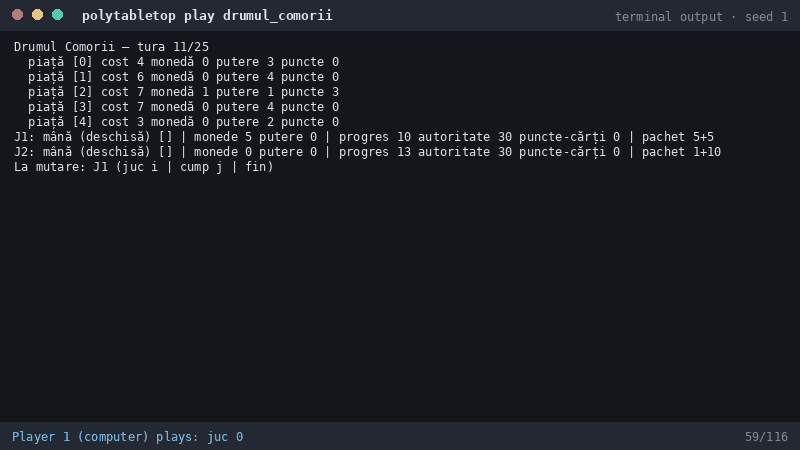 polytabletop play drumul_comorii
terminal output · seed 1
Drumul Comorii — tura 11/25
piață [0] cost 4 monedă 0 putere 3 puncte 0
piață [1] cost 6 monedă 0 putere 4 puncte 0
piață [2] cost 7 monedă 1 putere 1 puncte 3
piață [3] cost 7 monedă 0 putere 4 puncte 0
piață [4] cost 3 monedă 0 putere 2 puncte 0
J1: mână (deschisă) [] | monede 5 putere 0 | progres 10 autoritate 30 puncte-cărți 0 | pachet 5+5
J2: mână (deschisă) [] | monede 0 putere 0 | progres 13 autoritate 30 puncte-cărți 0 | pachet 1+10
La mutare: J1 (juc i | cump j | fin)
Player 1 (computer) plays: juc 0
59/116